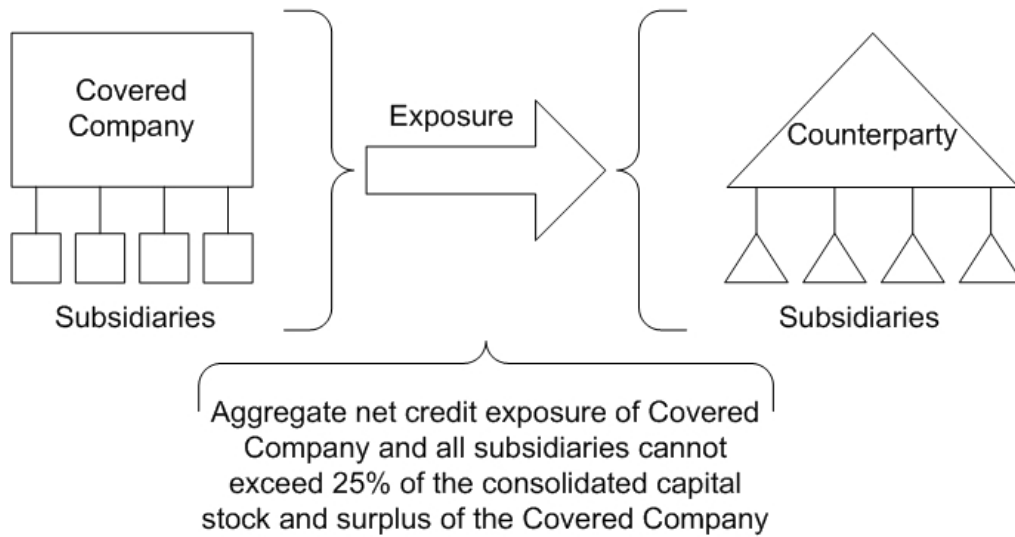 Covered
Company
Exposure
Counterparty
Subsidiaries
Subsidiaries
Aggregate net credit exposure of Covered
Company and all subsidiaries cannot
exceed 25% of the consolidated capital
stock and surplus of the Covered Company